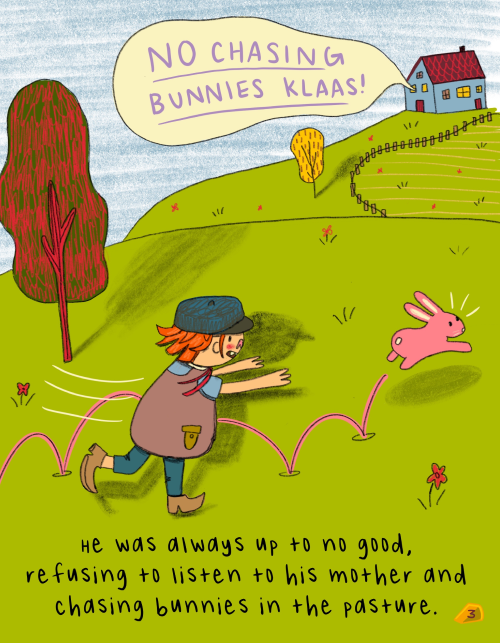 NO CHASING
BUNNIES KLAAS!
He was always up to no good,
refusing to listen to his mother and
chasing bunnies in the pasture.
3